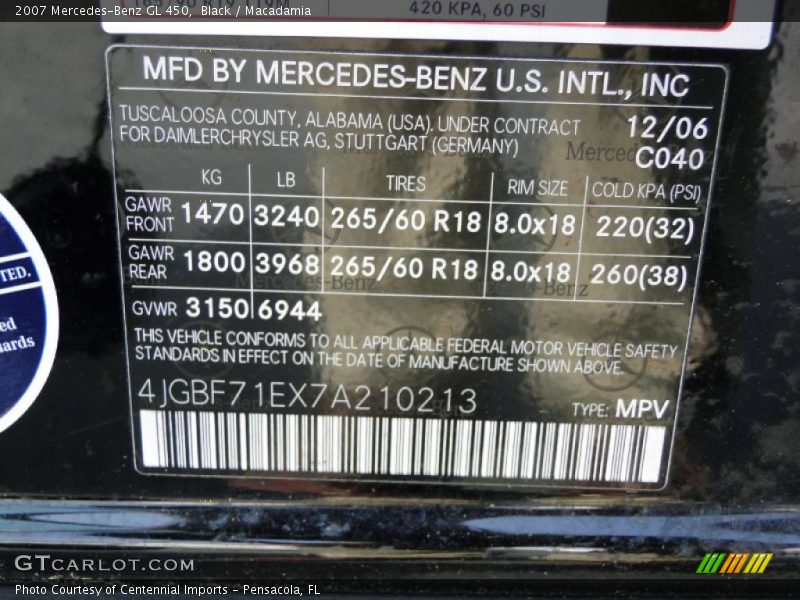 2007 Mercedes-Benz GL 450, Black / Macadamia
420 KPA, 60 PSI
MFD BY MERCEDES-BENZ U.S. INTL., INC
TUSCALOOSA COUNTY, ALABAMA (USA). UNDER CONTRACT 12/06
FOR DAIMLERCHRYSLER AG, STUTTGART (GERMANY) C040
KG LB TIRES RIM SIZE COLD KPA (PSI)
GAWR FRONT 1470 3240 265/60 R18 8.0x18 220(32)
GAWR REAR 1800 3968 265/60 R18 8.0x18 260(38)
GVWR 3150 6944
THIS VEHICLE CONFORMS TO ALL APPLICABLE FEDERAL MOTOR VEHICLE SAFETY
STANDARDS IN EFFECT ON THE DATE OF MANUFACTURE SHOWN ABOVE.
4JGBF71EX7A210213
TYPE: MPV
TED.
ed
ards
GTCARLOT.COM
Photo Courtesy of Centennial Imports - Pensacola, FL